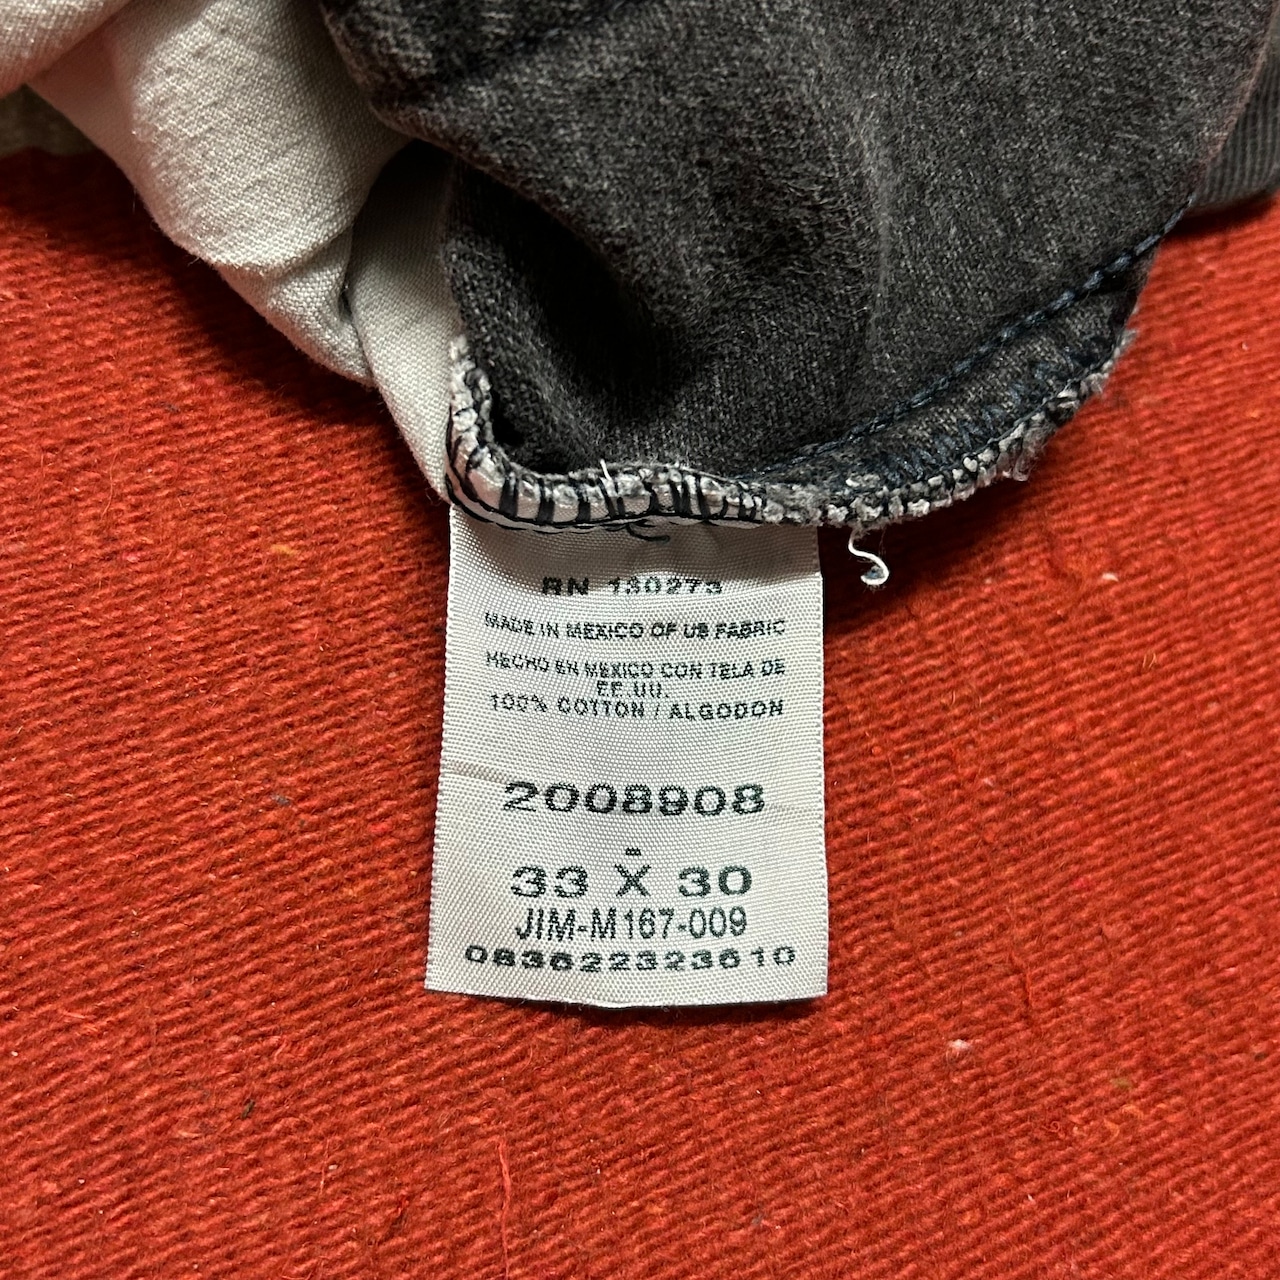 RN 130273
MADE IN MEXICO OF US FABRIC
HECHO EN MEXICO CON TELA DE
EE.UU.
100% COTTON / ALGODON
2008908
-
33 X 30
JIM-M167-009
083622323610